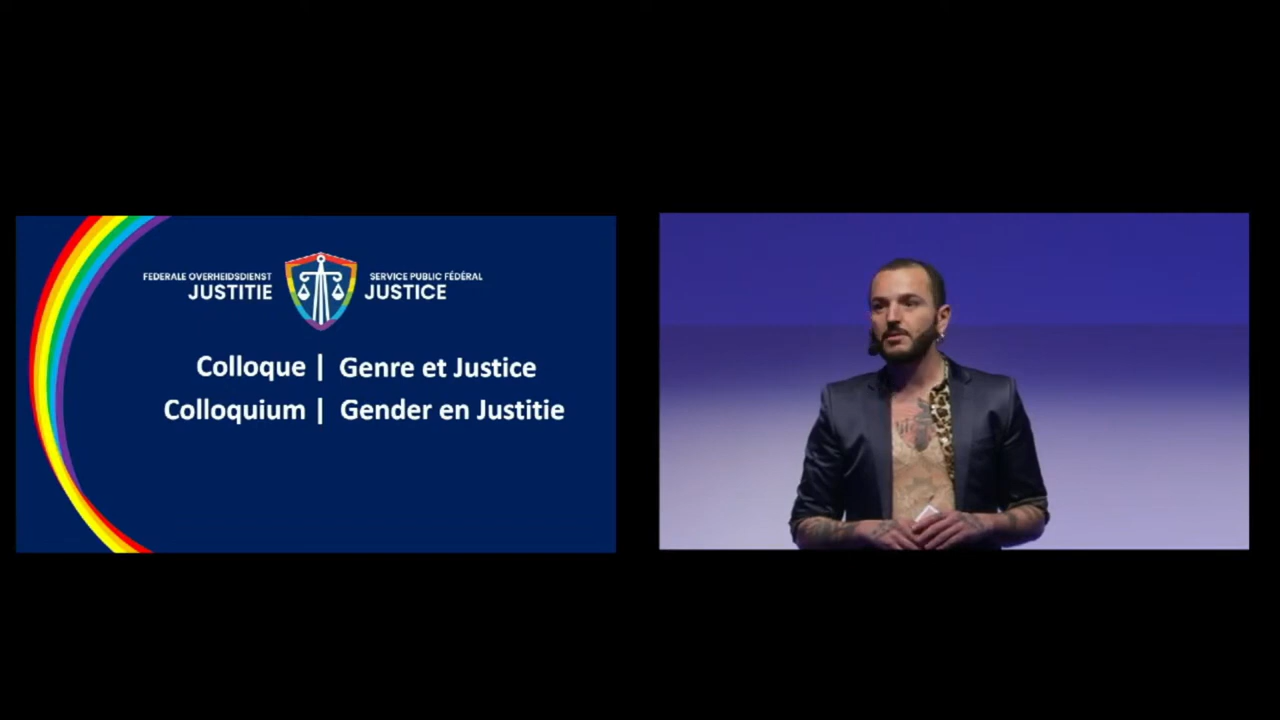 FEDERALE OVERHEIDSDIENST
JUSTITIE
SERVICE PUBLIC FÉDÉRAL
JUSTICE
Colloque | Genre et Justice
Colloquium | Gender en Justitie